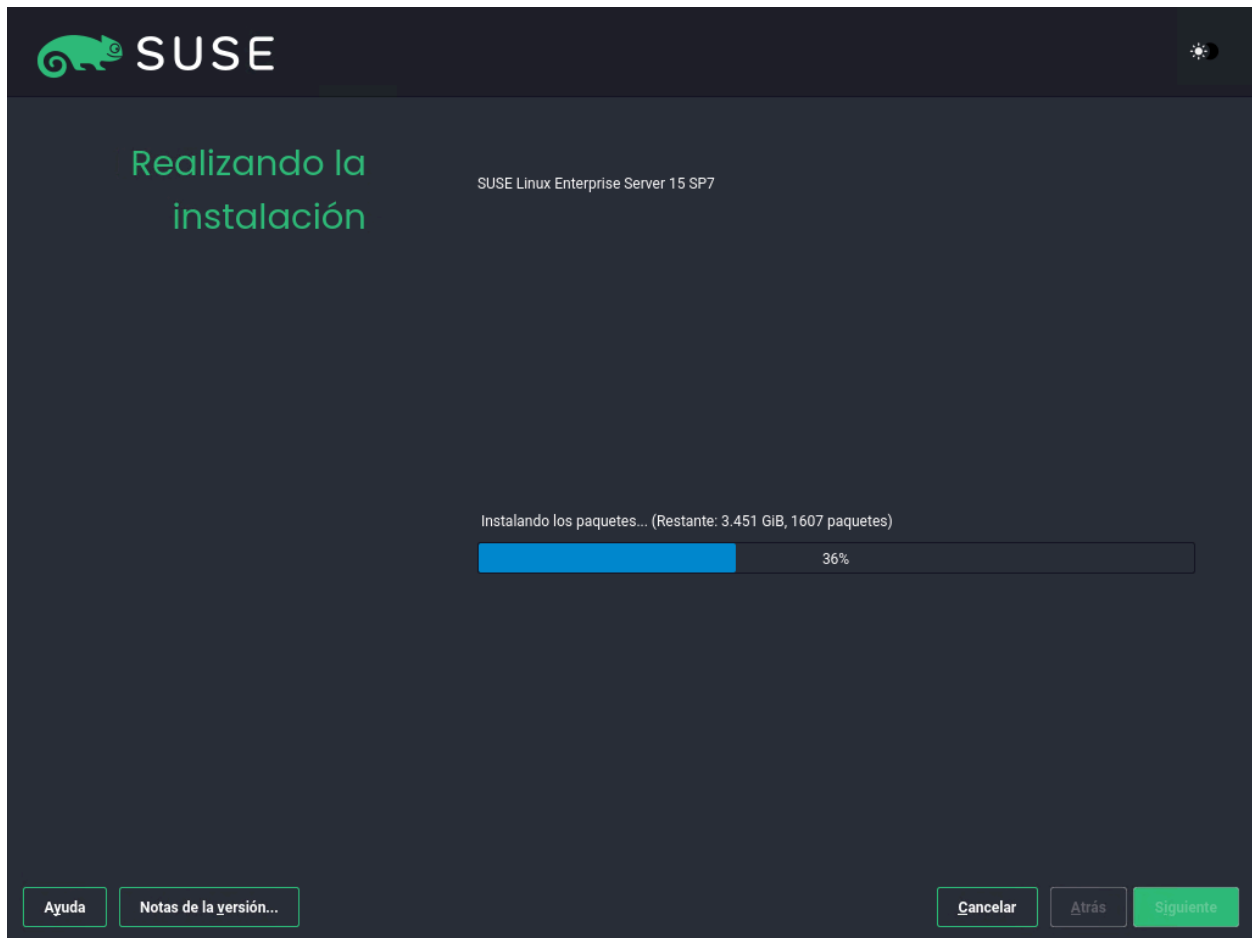 SUSE
Realizando la
instalación
SUSE Linux Enterprise Server 15 SP7
Instalando los paquetes... (Restante: 3.451 GiB, 1607 paquetes)
36%
Ayuda
Notas de la versión...
Cancelar
Atrás
Siguiente